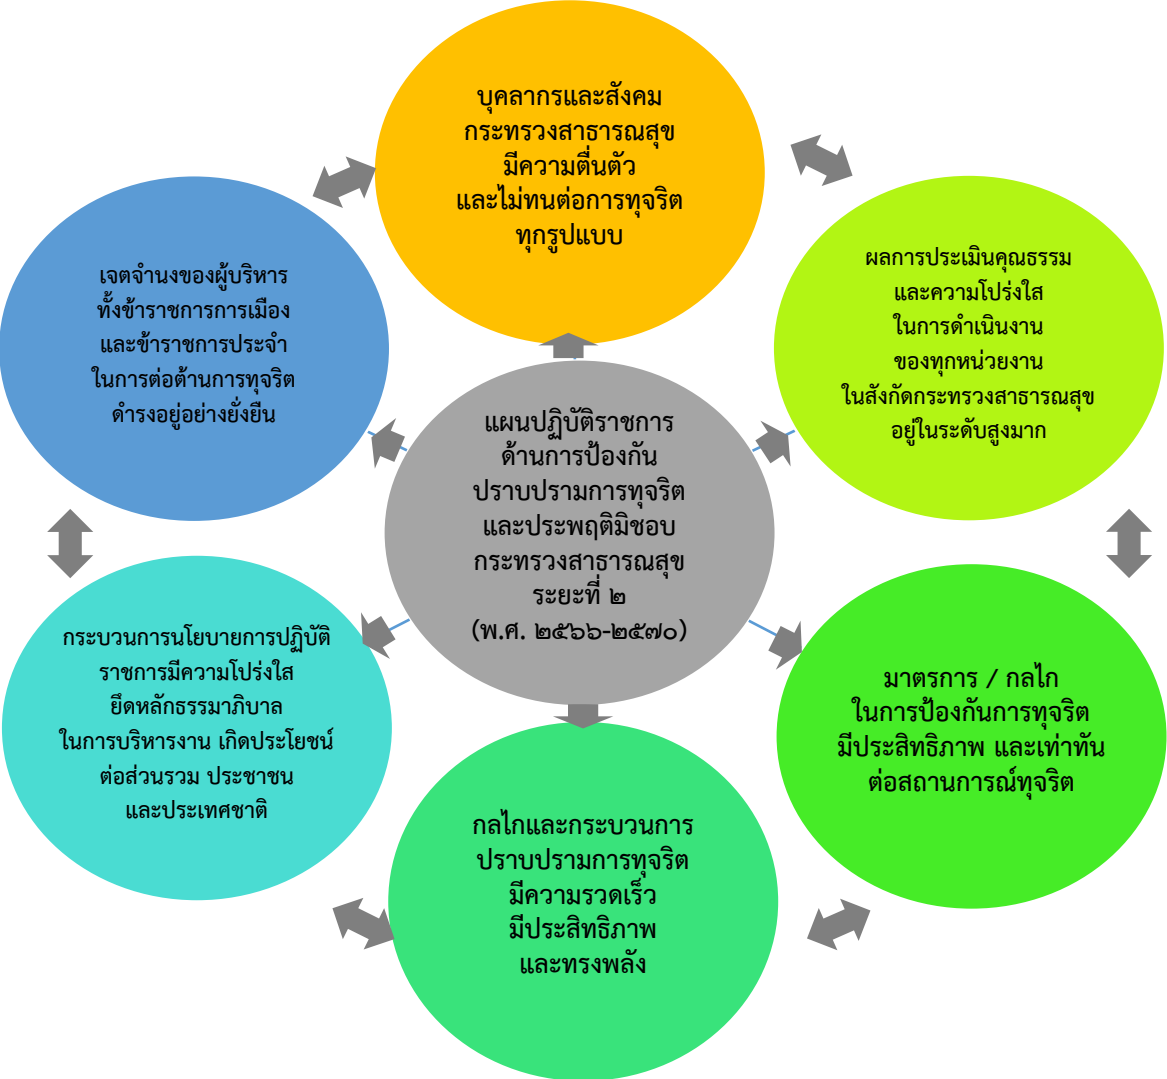 บุคลากรและสังคม
กระทรวงสาธารณสุข
มีความตื่นตัว
และไม่ทนต่อการทุจริต
ทุกรูปแบบ
ผลการประเมินคุณธรรม
และความโปร่งใส
ในการดำเนินงาน
ของทุกหน่วยงาน
ในสังกัดกระทรวงสาธารณสุข
อยู่ในระดับสูงมาก
เจตจำนงของผู้บริหาร
ทั้งข้าราชการการเมือง
และข้าราชการประจำ
ในการต่อต้านการทุจริต
ดำรงอยู่อย่างยั่งยืน
แผนปฏิบัติราชการ
ด้านการป้องกัน
ปราบปรามการทุจริต
และประพฤติมิชอบ
กระทรวงสาธารณสุข
ระยะที่ ๒
(พ.ศ. ๒๕๖๖-๒๕๗๐)
กระบวนการนโยบายการปฏิบัติ
ราชการมีความโปร่งใส
ยึดหลักธรรมาภิบาล
ในการบริหารงาน เกิดประโยชน์
ต่อส่วนรวม ประชาชน
และประเทศชาติ
มาตรการ / กลไก
ในการป้องกันการทุจริต
มีประสิทธิภาพ และเท่าทัน
ต่อสถานการณ์ทุจริต
กลไกและกระบวนการ
ปราบปรามการทุจริต
มีความรวดเร็ว
มีประสิทธิภาพ
และทรงพลัง